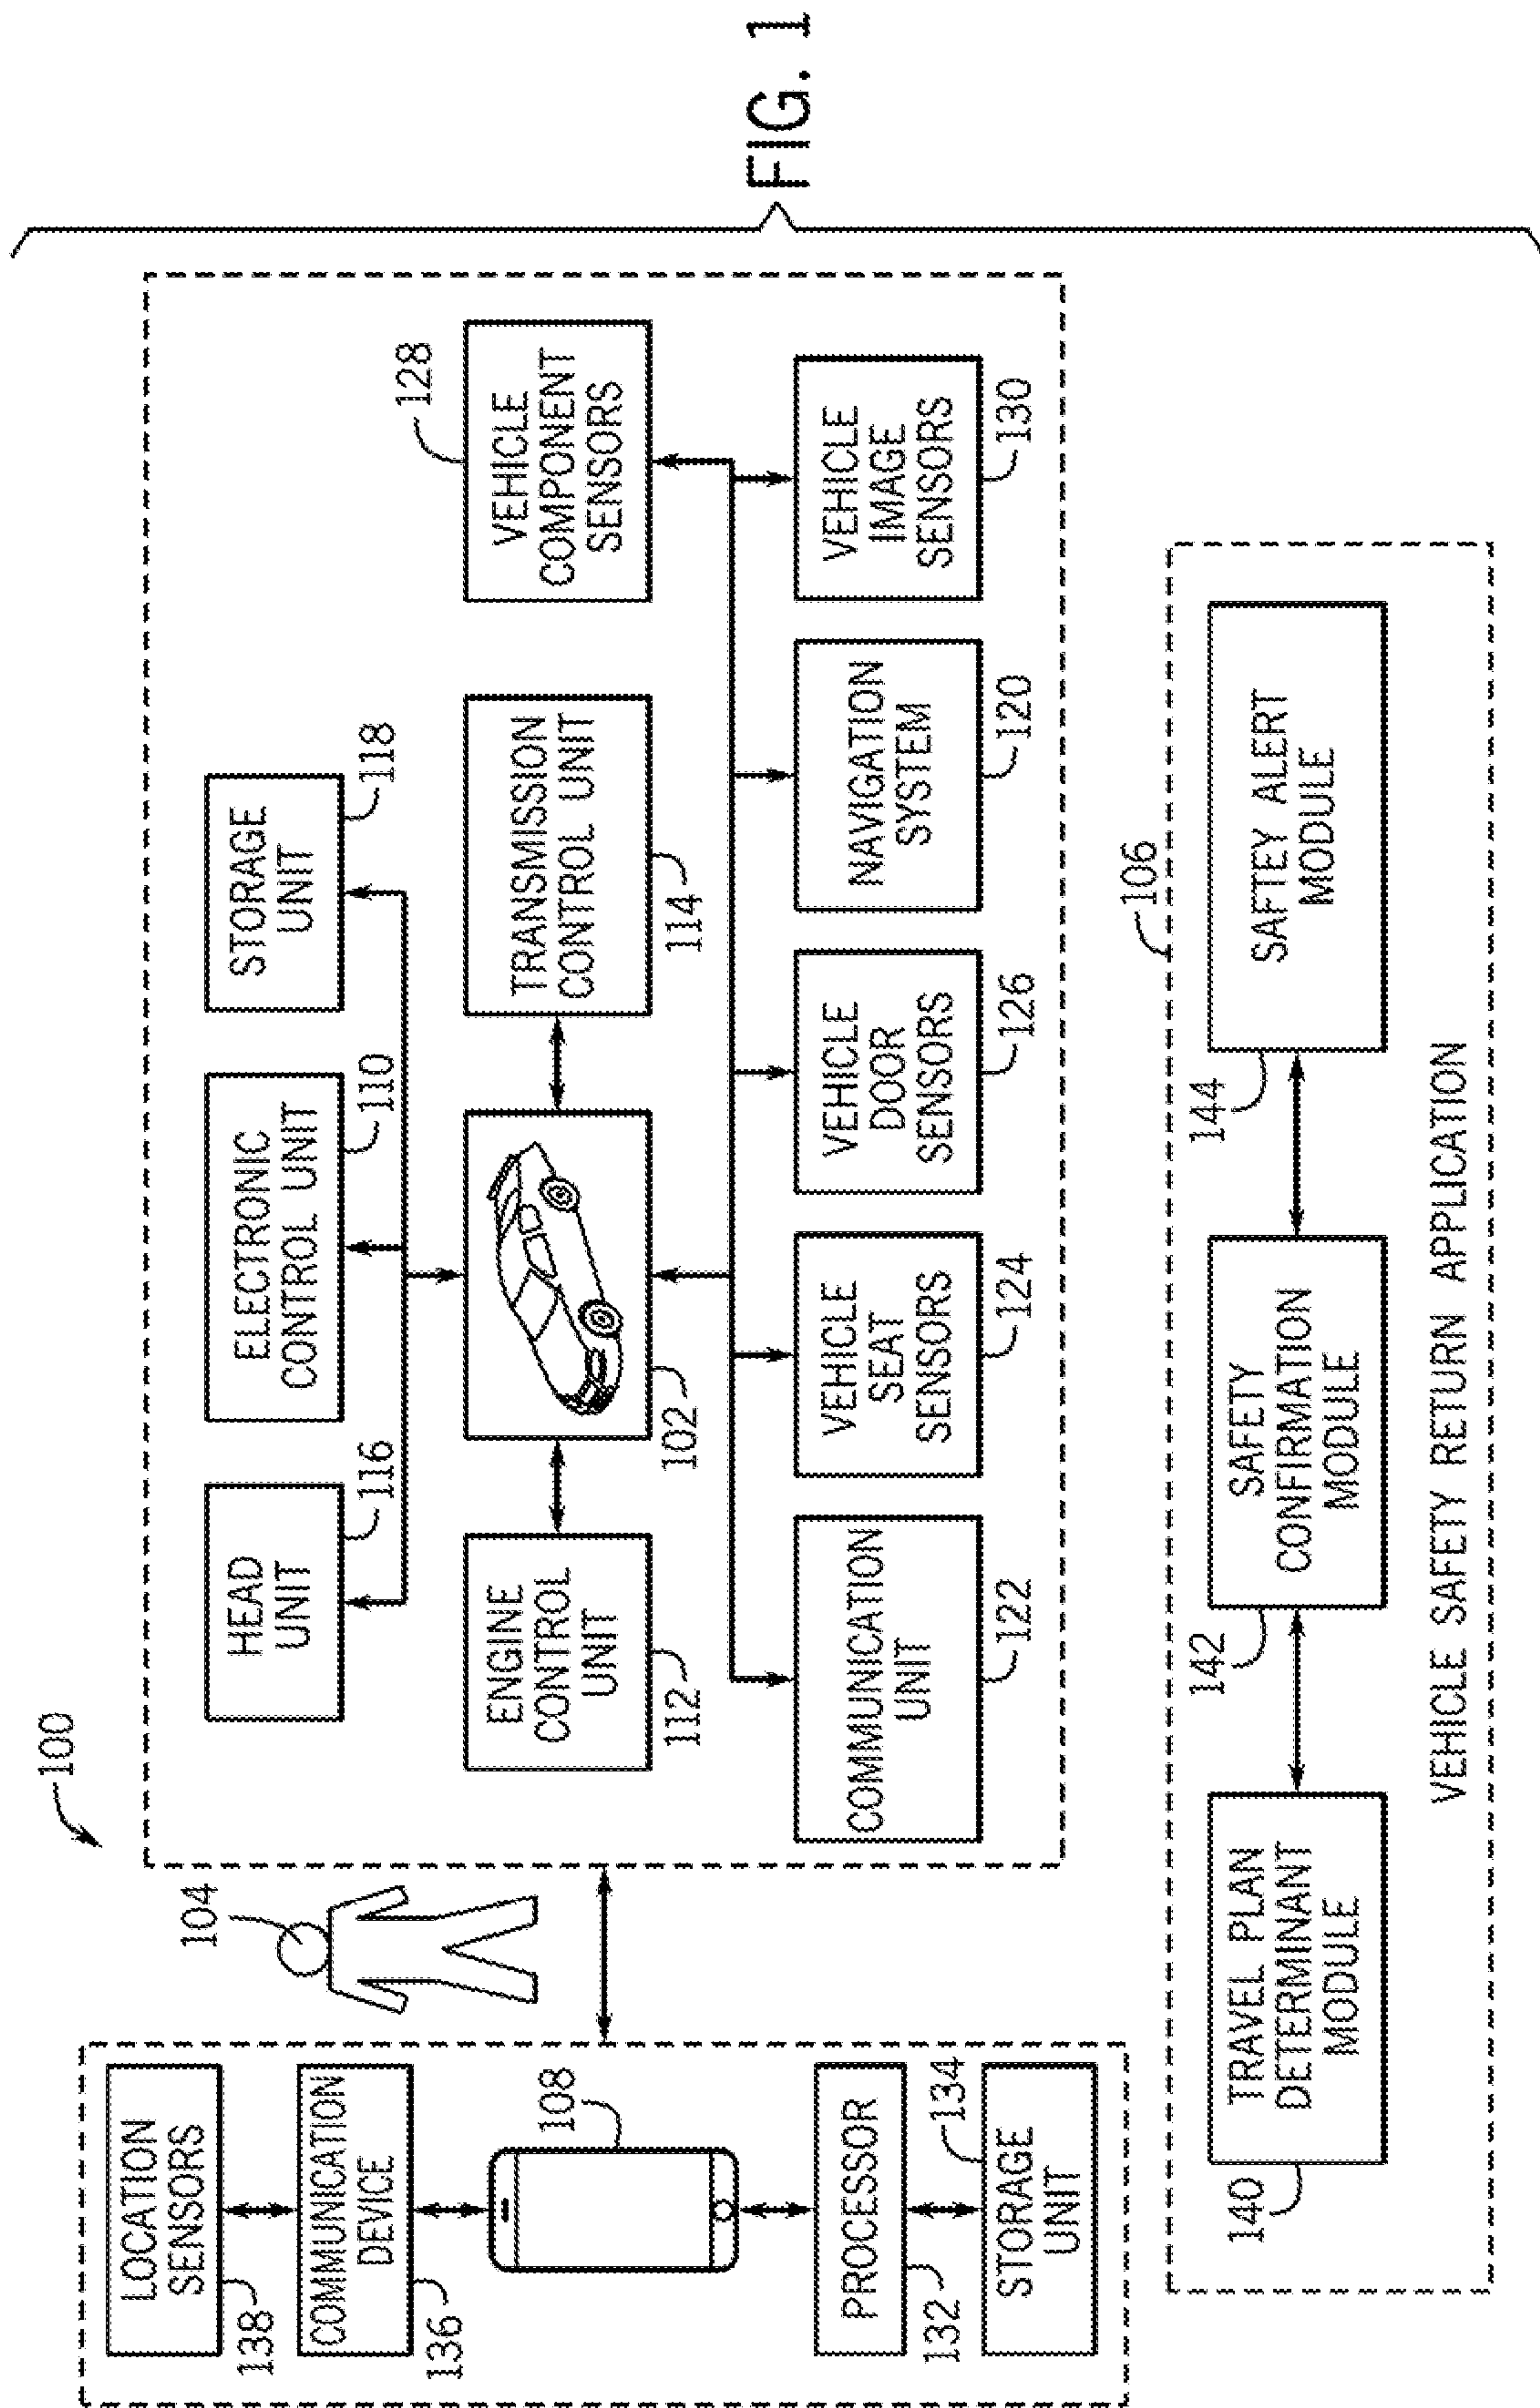 100
104
LOCATION
SENSORS
138
COMMUNICATION
DEVICE
136
108
PROCESSOR
132
134
STORAGE
UNIT
HEAD
UNIT
116
ELECTRONIC
CONTROL UNIT
110
STORAGE
UNIT
118
ENGINE
CONTROL
UNIT
112
102
TRANSMISSION
CONTROL UNIT
114
VEHICLE
COMPONENT
SENSORS
128
COMMUNICATION
UNIT
122
VEHICLE
SEAT
SENSORS
124
VEHICLE
DOOR
SENSORS
126
NAVIGATION
SYSTEM
120
VEHICLE
IMAGE
SENSORS
130
106
TRAVEL PLAN
DETERMINANT
MODULE
140
SAFETY
CONFIRMATION
MODULE
142
SAFTEY ALERT
MODULE
144
VEHICLE SAFETY RETURN APPLICATION
FIG. 1